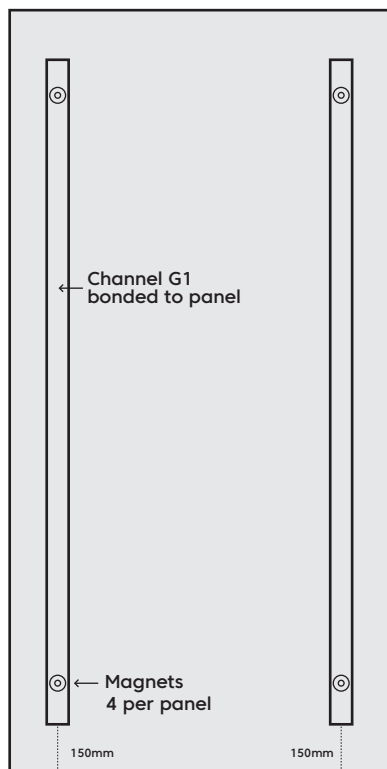 Channel G1
bonded to panel
Magnets
4 per panel
150mm
150mm